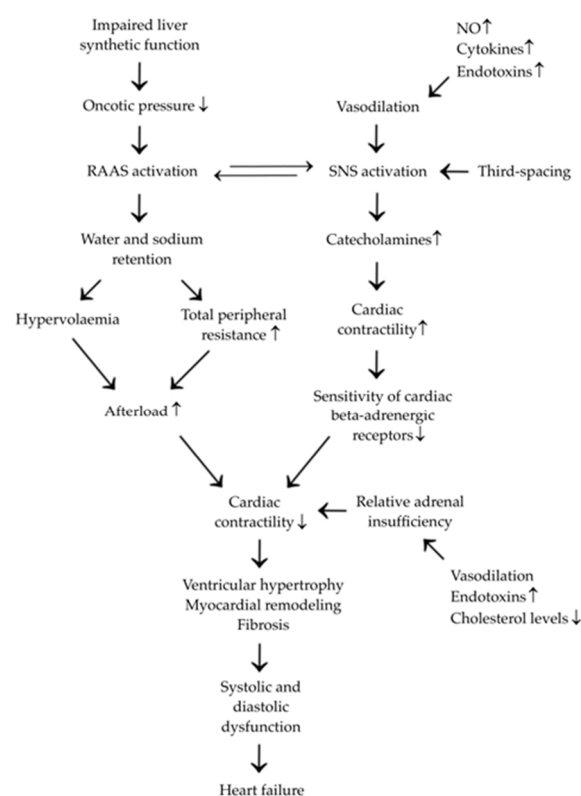 Impaired liver
synthetic function
Oncotic pressure ↓
RAAS activation
Water and sodium
retention
Hypervolaemia
Total peripheral
resistance ↑
Afterload ↑
NO ↑
Cytokines ↑
Endotoxins ↑
Vasodilation
SNS activation
Third-spacing
Catecholamines ↑
Cardiac
contractility ↑
Sensitivity of cardiac
beta-adrenergic
receptors ↓
Cardiac
contractility ↓
Relative adrenal
insufficiency
Vasodilation
Endotoxins ↑
Cholesterol levels ↓
Ventricular hypertrophy
Myocardial remodeling
Fibrosis
Systolic and
diastolic
dysfunction
Heart failure